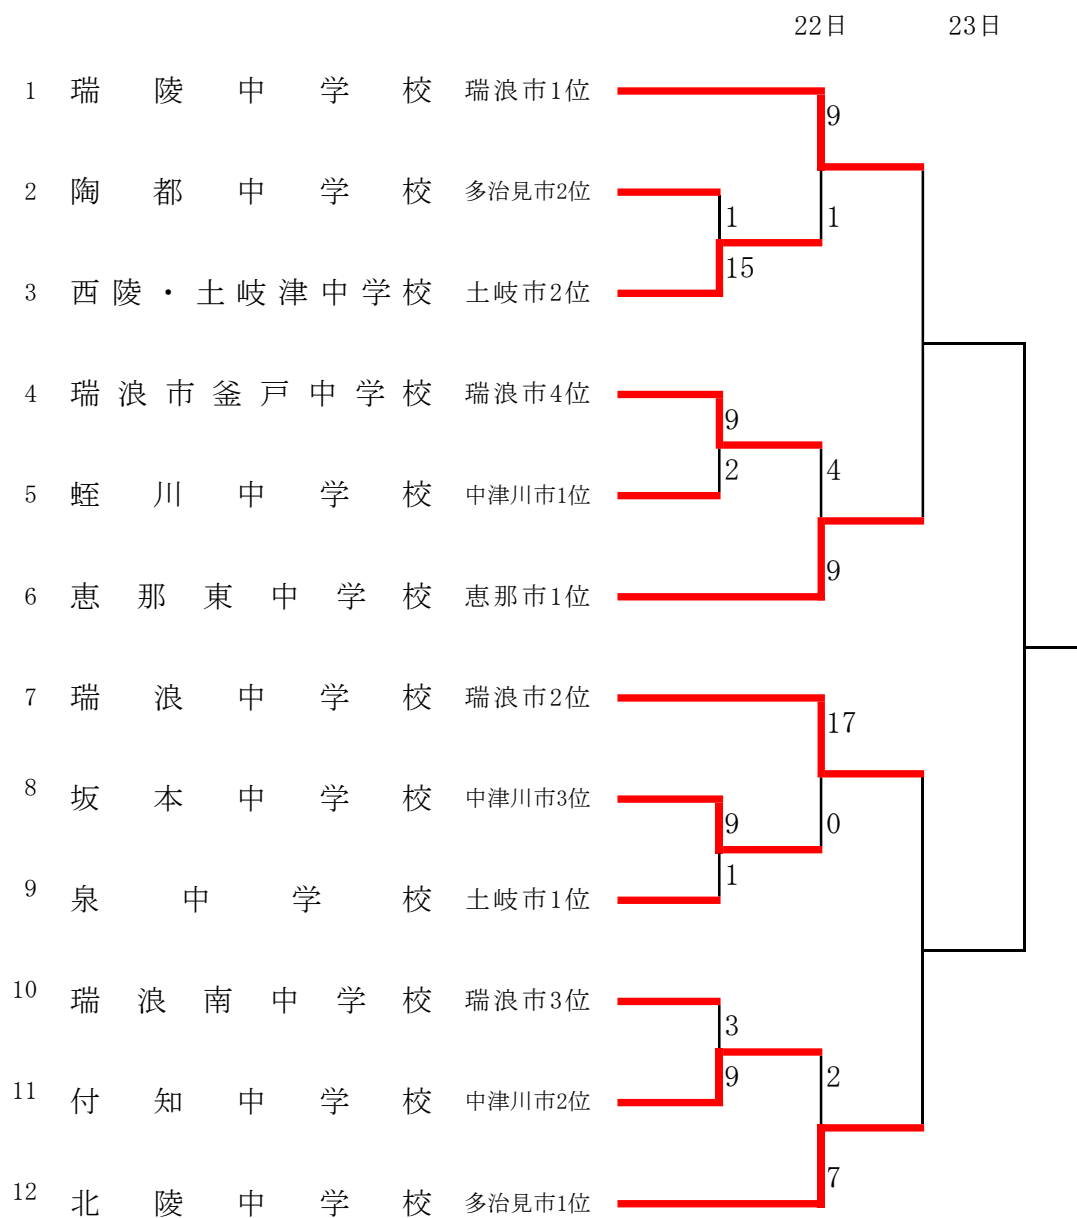 22日 23日
1 瑞陵中学校 瑞浪市1位
9
2 陶都中学校 多治見市2位
1 1
15
3 西陵・土岐津中学校 土岐市2位
4 瑞浪市釜戸中学校 瑞浪市4位
9
2 4
5 蛭川中学校 中津川市1位
9
6 恵那東中学校 恵那市1位
7 瑞浪中学校 瑞浪市2位
17
8 坂本中学校 中津川市3位
9 0
1
9 泉中学校 土岐市1位
10 瑞浪南中学校 瑞浪市3位
3
9 2
11 付知中学校 中津川市2位
7
12 北陵中学校 多治見市1位